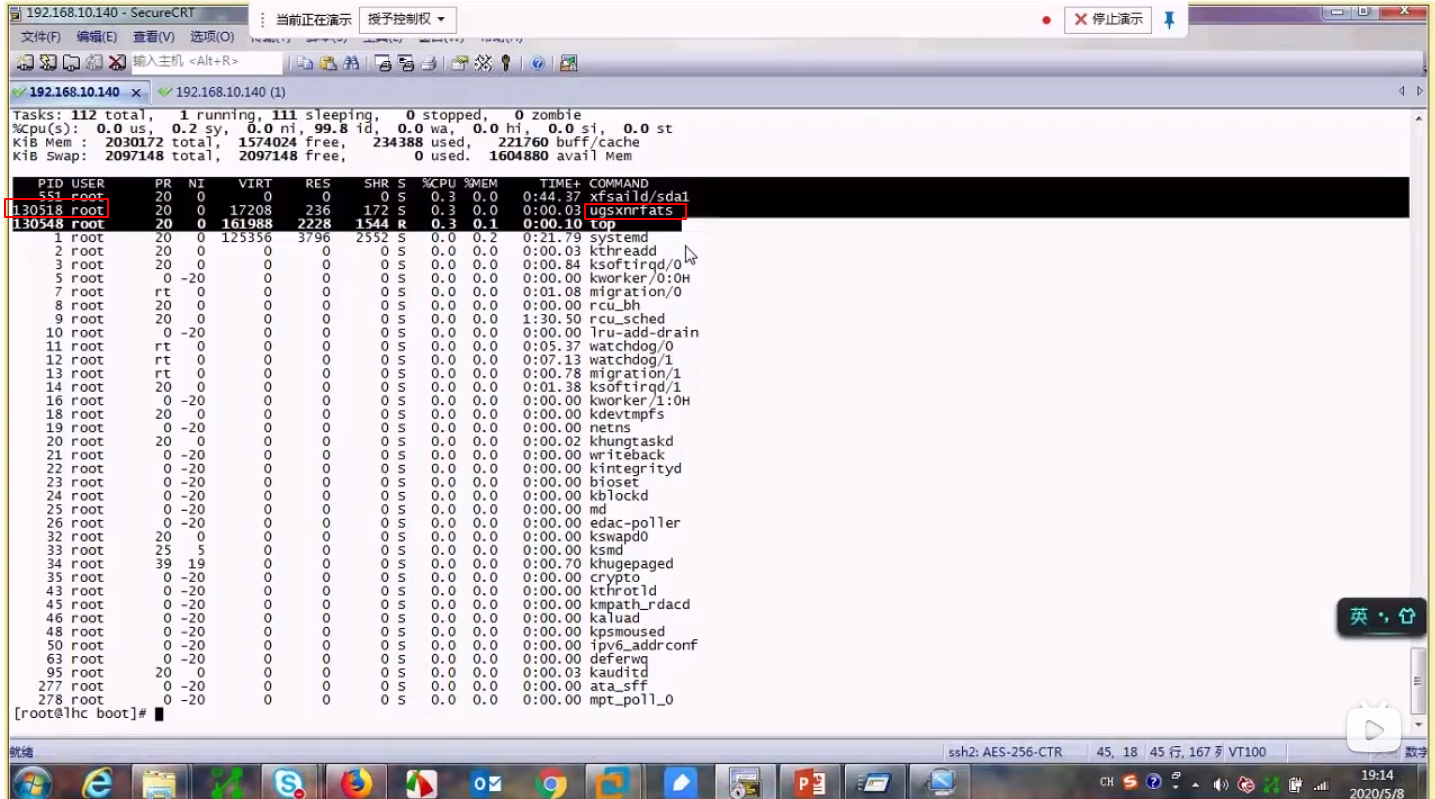 192.168.10.140 - SecureCRT
当前正在演示 授予控制权 停止演示
文件(F) 编辑(E) 查看(V) 选项(O)
输入主机 <Alt+R>
192.168.10.140 192.168.10.140 (1)
Tasks: 112 total, 1 running, 111 sleeping, 0 stopped, 0 zombie
%Cpu(s): 0.0 us, 0.2 sy, 0.0 ni, 99.8 id, 0.0 wa, 0.0 hi, 0.0 si, 0.0 st
KiB Mem : 2030172 total, 1574024 free, 234388 used, 221760 buff/cache
KiB Swap: 2097148 total, 2097148 free, 0 used. 1604880 avail Mem
PID USER PR NI VIRT RES SHR S %CPU %MEM TIME+ COMMAND
551 root 20 0 0 0 0 S 0.3 0.0 0:44.37 xfsaild/sda1
130518 root 20 0 17208 236 172 S 0.3 0.0 0:00.03 ugsxnrfats
130548 root 20 0 161988 2228 1544 R 0.3 0.1 0:00.10 top
1 root 20 0 125356 3796 2552 S 0.0 0.2 0:21.79 systemd
2 root 20 0 0 0 0 S 0.0 0.0 0:00.03 kthreadd
3 root 20 0 0 0 0 S 0.0 0.0 0:00.84 ksoftirqd/0
5 root 0 -20 0 0 0 S 0.0 0.0 0:00.00 kworker/0:0H
7 root rt 0 0 0 0 S 0.0 0.0 0:01.08 migration/0
8 root 20 0 0 0 0 S 0.0 0.0 0:00.00 rcu_bh
9 root 20 0 0 0 0 S 0.0 0.0 1:30.50 rcu_sched
10 root 0 -20 0 0 0 S 0.0 0.0 0:00.00 lru-add-drain
11 root rt 0 0 0 0 S 0.0 0.0 0:05.37 watchdog/0
12 root rt 0 0 0 0 S 0.0 0.0 0:07.13 watchdog/1
13 root rt 0 0 0 0 S 0.0 0.0 0:00.78 migration/1
14 root 20 0 0 0 0 S 0.0 0.0 0:01.38 ksoftirqd/1
16 root 0 -20 0 0 0 S 0.0 0.0 0:00.00 kworker/1:0H
18 root 20 0 0 0 0 S 0.0 0.0 0:00.00 kdevtmpfs
19 root 0 -20 0 0 0 S 0.0 0.0 0:00.00 netns
20 root 20 0 0 0 0 S 0.0 0.0 0:00.02 khungtaskd
21 root 0 -20 0 0 0 S 0.0 0.0 0:00.00 writeback
22 root 0 -20 0 0 0 S 0.0 0.0 0:00.00 kintegrityd
23 root 0 -20 0 0 0 S 0.0 0.0 0:00.00 bioset
24 root 0 -20 0 0 0 S 0.0 0.0 0:00.00 kblockd
25 root 0 -20 0 0 0 S 0.0 0.0 0:00.00 md
26 root 0 -20 0 0 0 S 0.0 0.0 0:00.00 edac-poller
32 root 20 0 0 0 0 S 0.0 0.0 0:00.00 kswapd0
33 root 25 5 0 0 0 S 0.0 0.0 0:00.00 ksmd
34 root 39 19 0 0 0 S 0.0 0.0 0:00.70 khugepaged
35 root 0 -20 0 0 0 S 0.0 0.0 0:00.00 crypto
43 root 0 -20 0 0 0 S 0.0 0.0 0:00.00 kthrotld
45 root 0 -20 0 0 0 S 0.0 0.0 0:00.00 kmpath_rdacd
46 root 0 -20 0 0 0 S 0.0 0.0 0:00.00 kaluad
48 root 0 -20 0 0 0 S 0.0 0.0 0:00.00 kpsmoused
50 root 0 -20 0 0 0 S 0.0 0.0 0:00.00 ipv6_addrconf
63 root 0 -20 0 0 0 S 0.0 0.0 0:00.00 deferwq
95 root 20 0 0 0 0 S 0.0 0.0 0:00.03 kauditd
277 root 0 -20 0 0 0 S 0.0 0.0 0:00.00 ata_sff
278 root 0 -20 0 0 0 S 0.0 0.0 0:00.00 mpt_poll_0
[root@lhc boot]#
英
就绪 ssh2: AES-256-CTR 45, 18 45 行, 167 列 VT100 数字
CH 19:14
2020/5/8